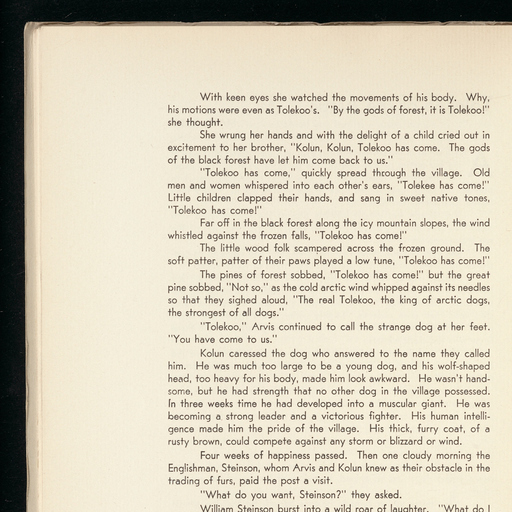 With keen eyes she watched the movements of his body. Why,
his motions were even as Tolekoo's. "By the gods of forest, it is Tolekoo!"
she thought.
She wrung her hands and with the delight of a child cried out in
excitement to her brother, "Kolun, Kolun, Tolekoo has come. The gods
of the black forest have let him come back to us."
"Tolekoo has come," quickly spread through the village. Old
men and women whispered into each other's ears, "Tolekee has come!"
Little children clapped their hands, and sang in sweet native tones,
"Tolekoo has come!"
Far off in the black forest along the icy mountain slopes, the wind
whistled against the frozen falls, "Tolekoo has come!"
The little wood folk scampered across the frozen ground. The
soft patter, patter of their paws played a low tune, "Tolekoo has come!"
The pines of forest sobbed, "Tolekoo has come!" but the great
pine sobbed, "Not so," as the cold arctic wind whipped against its needles
so that they sighed aloud, "The real Tolekoo, the king of arctic dogs,
the strongest of all dogs."
"Tolekoo," Arvis continued to call the strange dog at her feet.
"You have come to us."
Kolun caressed the dog who answered to the name they called
him. He was much too large to be a young dog, and his wolf-shaped
head, too heavy for his body, made him look awkward. He wasn't hand-
some, but he had strength that no other dog in the village possessed.
In three weeks time he had developed into a muscular giant. He was
becoming a strong leader and a victorious fighter. His human intelli-
gence made him the pride of the village. His thick, furry coat, of a
rusty brown, could compete against any storm or blizzard or wind.
Four weeks of happiness passed. Then one cloudy morning the
Englishman, Steinson, whom Arvis and Kolun knew as their obstacle in the
trading of furs, paid the post a visit.
"What do you want, Steinson?" they asked.
William Steinson burst into a wild roar of laughter. "What do I